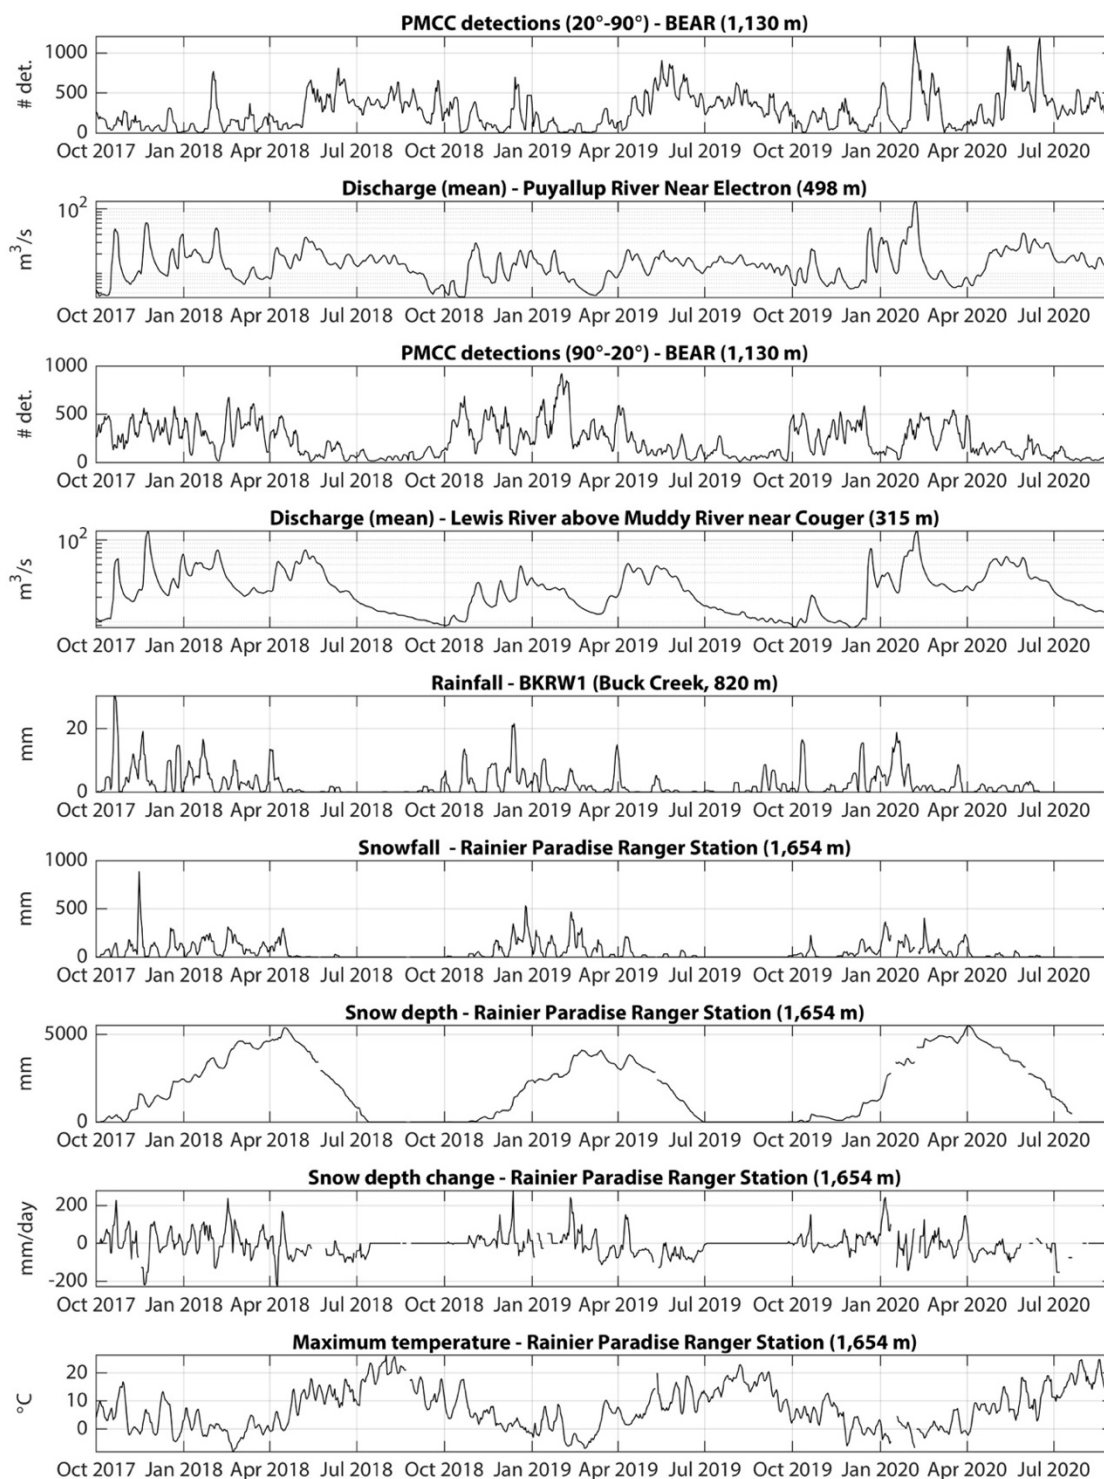 PMCC detections (20°-90°) - BEAR (1,130 m)
# det.
1000
500
0
Oct 2017 Jan 2018 Apr 2018 Jul 2018 Oct 2018 Jan 2019 Apr 2019 Jul 2019 Oct 2019 Jan 2020 Apr 2020 Jul 2020
Discharge (mean) - Puyallup River Near Electron (498 m)
m³/s
10²
Oct 2017 Jan 2018 Apr 2018 Jul 2018 Oct 2018 Jan 2019 Apr 2019 Jul 2019 Oct 2019 Jan 2020 Apr 2020 Jul 2020
PMCC detections (90°-20°) - BEAR (1,130 m)
# det.
1000
500
0
Oct 2017 Jan 2018 Apr 2018 Jul 2018 Oct 2018 Jan 2019 Apr 2019 Jul 2019 Oct 2019 Jan 2020 Apr 2020 Jul 2020
Discharge (mean) - Lewis River above Muddy River near Couger (315 m)
m³/s
10²
Oct 2017 Jan 2018 Apr 2018 Jul 2018 Oct 2018 Jan 2019 Apr 2019 Jul 2019 Oct 2019 Jan 2020 Apr 2020 Jul 2020
Rainfall - BKRW1 (Buck Creek, 820 m)
mm
20
0
Oct 2017 Jan 2018 Apr 2018 Jul 2018 Oct 2018 Jan 2019 Apr 2019 Jul 2019 Oct 2019 Jan 2020 Apr 2020 Jul 2020
Snowfall - Rainier Paradise Ranger Station (1,654 m)
mm
1000
500
0
Oct 2017 Jan 2018 Apr 2018 Jul 2018 Oct 2018 Jan 2019 Apr 2019 Jul 2019 Oct 2019 Jan 2020 Apr 2020 Jul 2020
Snow depth - Rainier Paradise Ranger Station (1,654 m)
mm
5000
0
Oct 2017 Jan 2018 Apr 2018 Jul 2018 Oct 2018 Jan 2019 Apr 2019 Jul 2019 Oct 2019 Jan 2020 Apr 2020 Jul 2020
Snow depth change - Rainier Paradise Ranger Station (1,654 m)
mm/day
200
0
-200
Oct 2017 Jan 2018 Apr 2018 Jul 2018 Oct 2018 Jan 2019 Apr 2019 Jul 2019 Oct 2019 Jan 2020 Apr 2020 Jul 2020
Maximum temperature - Rainier Paradise Ranger Station (1,654 m)
°C
20
10
0
Oct 2017 Jan 2018 Apr 2018 Jul 2018 Oct 2018 Jan 2019 Apr 2019 Jul 2019 Oct 2019 Jan 2020 Apr 2020 Jul 2020